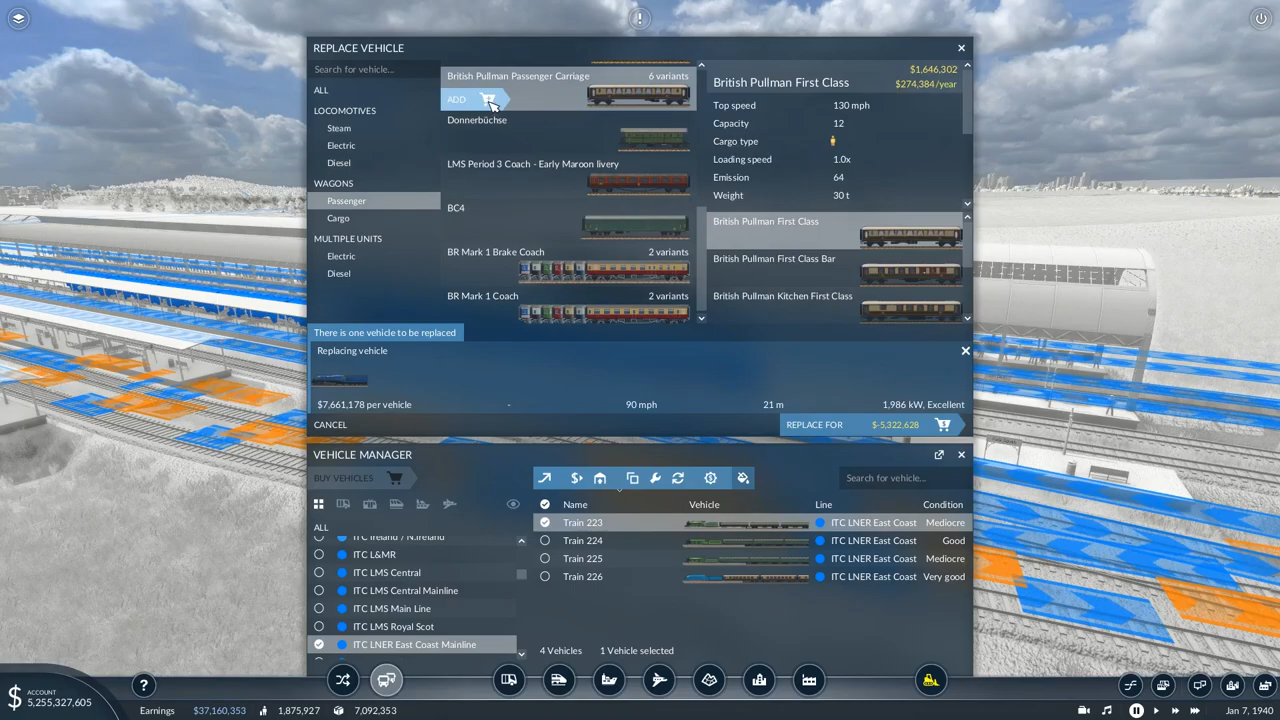 REPLACE VEHICLE
Search for vehicle...
ALL
LOCOMOTIVES
Steam
Electric
Diesel
WAGONS
Passenger
Cargo
MULTIPLE UNITS
Electric
Diesel
British Pullman Passenger Carriage 6 variants
ADD
Donnerbüchse
LMS Period 3 Coach - Early Maroon livery
BC4
BR Mark 1 Brake Coach 2 variants
BR Mark 1 Coach 2 variants
$1,646,302
British Pullman First Class
$274,384/year
Top speed 130 mph
Capacity 12
Cargo type
Loading speed 1.0x
Emission 64
Weight 30 t
British Pullman First Class
British Pullman First Class Bar
British Pullman Kitchen First Class
There is one vehicle to be replaced
Replacing vehicle
$7,661,178 per vehicle - 90 mph 21 m 1,986 kW, Excellent
CANCEL
REPLACE FOR $-5,322,628
VEHICLE MANAGER
BUY VEHICLES
Search for vehicle...
ALL
ITC Ireland / N.Ireland
ITC L&MR
ITC LMS Central
ITC LMS Central Mainline
ITC LMS Main Line
ITC LMS Royal Scot
ITC LNER East Coast Mainline
Name Vehicle Line Condition
Train 223 ITC LNER East Coast Mediocre
Train 224 ITC LNER East Coast Good
Train 225 ITC LNER East Coast Mediocre
Train 226 ITC LNER East Coast Very good
4 Vehicles 1 Vehicle selected
$ ACCOUNT
5,255,327,605
?
Earnings $37,160,353 1,875,927 7,092,353
Jan 7, 1940